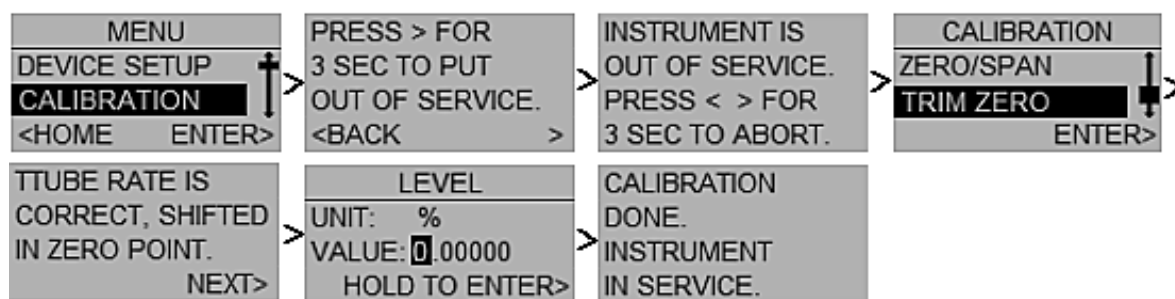 MENU
DEVICE SETUP
CALIBRATION
<HOME ENTER>
>
PRESS > FOR
3 SEC TO PUT
OUT OF SERVICE.
<BACK >
>
INSTRUMENT IS
OUT OF SERVICE.
PRESS < > FOR
3 SEC TO ABORT.
>
CALIBRATION
ZERO/SPAN
TRIM ZERO
ENTER>
>
TTUBE RATE IS
CORRECT, SHIFTED
IN ZERO POINT.
NEXT>
>
LEVEL
UNIT: %
VALUE: 0.00000
HOLD TO ENTER>
>
CALIBRATION
DONE.
INSTRUMENT
IN SERVICE.